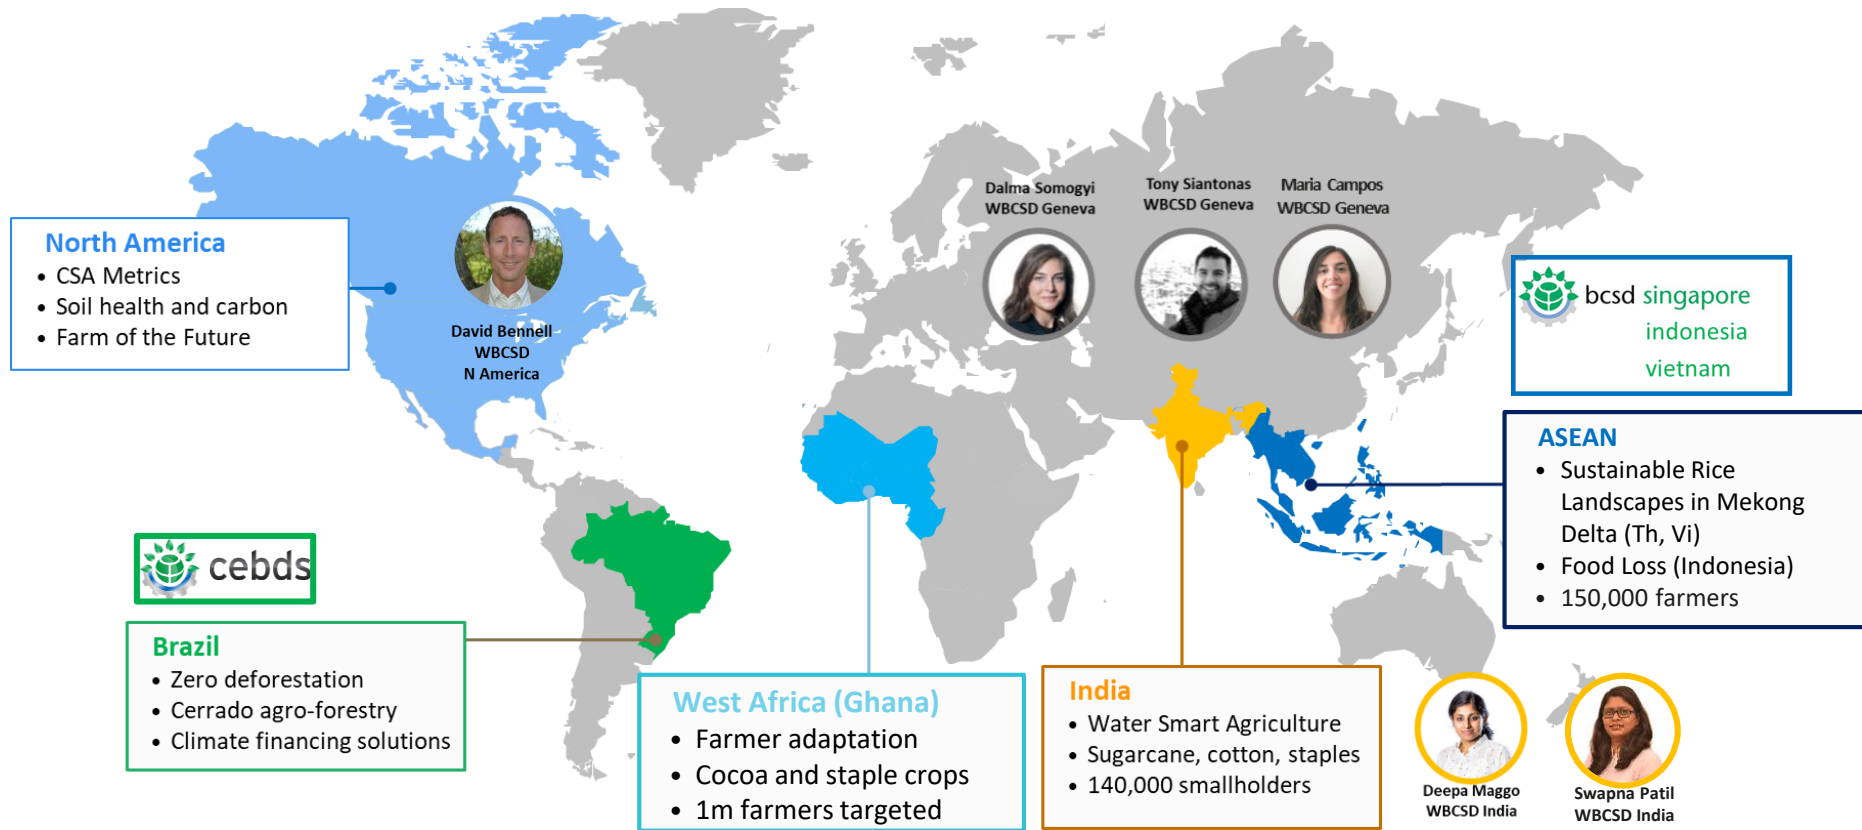 Dalma Somogyi
WBCSD Geneva
Tony Siantonas
WBCSD Geneva
Maria Campos
WBCSD Geneva
North America
• CSA Metrics
• Soil health and carbon
• Farm of the Future
David Bennell
WBCSD
N America
bcsd singapore
indonesia
vietnam
ASEAN
• Sustainable Rice
Landscapes in Mekong
Delta (Th, Vi)
• Food Loss (Indonesia)
• 150,000 farmers
cebds
Brazil
• Zero deforestation
• Cerrado agro-forestry
• Climate financing solutions
West Africa (Ghana)
• Farmer adaptation
• Cocoa and staple crops
• 1m farmers targeted
India
• Water Smart Agriculture
• Sugarcane, cotton, staples
• 140,000 smallholders
Deepa Maggo
WBCSD India
Swapna Patil
WBCSD India